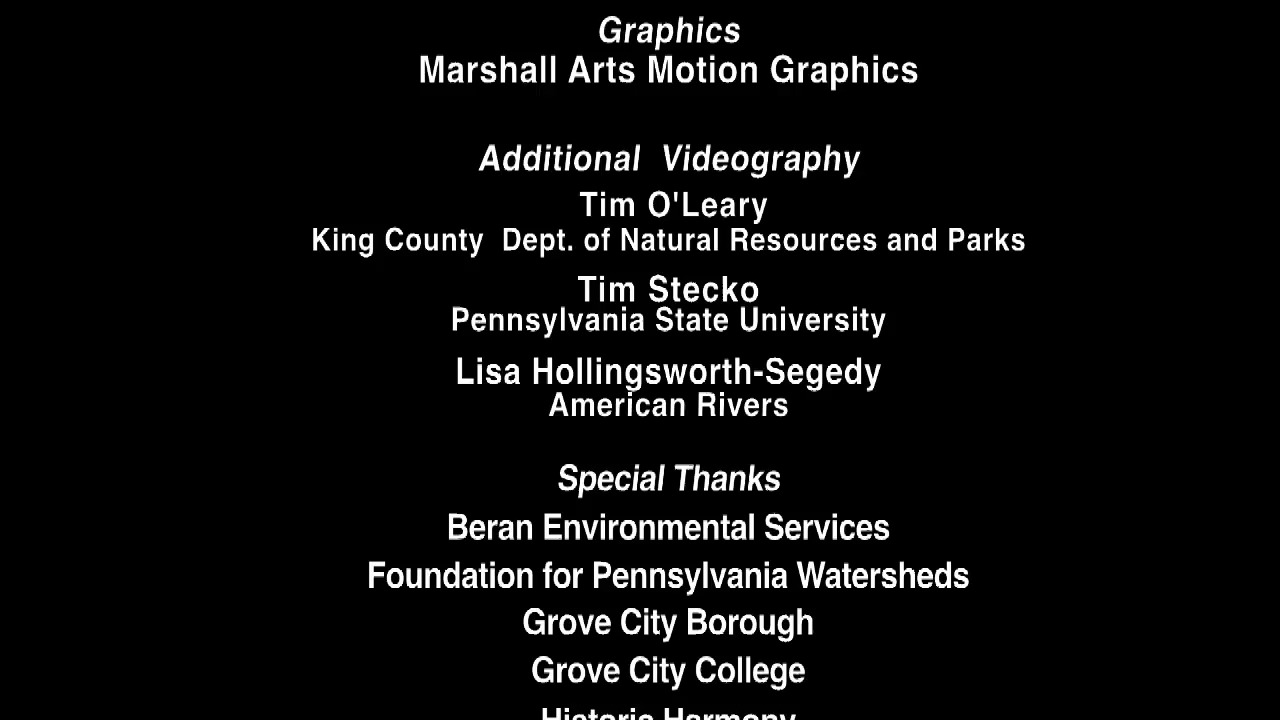 Graphics
Marshall Arts Motion Graphics
Additional Videography
Tim O'Leary
King County Dept. of Natural Resources and Parks
Tim Stecko
Pennsylvania State University
Lisa Hollingsworth-Segedy
American Rivers
Special Thanks
Beran Environmental Services
Foundation for Pennsylvania Watersheds
Grove City Borough
Grove City College
Historic Harmony